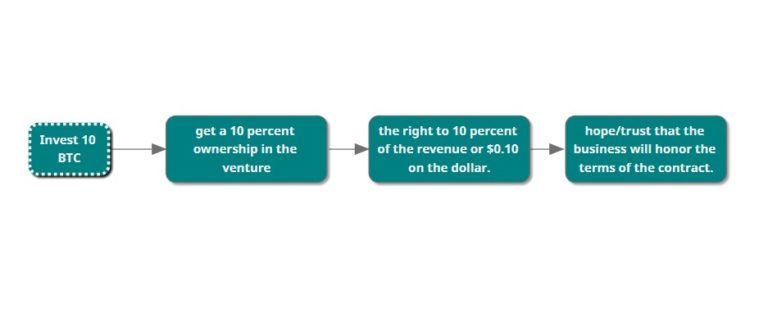 Invest 10
BTC
get a 10 percent
ownership in the
venture
the right to 10 percent
of the revenue or $0.10
on the dollar.
hope/trust that the
business will honor the
terms of the contract.